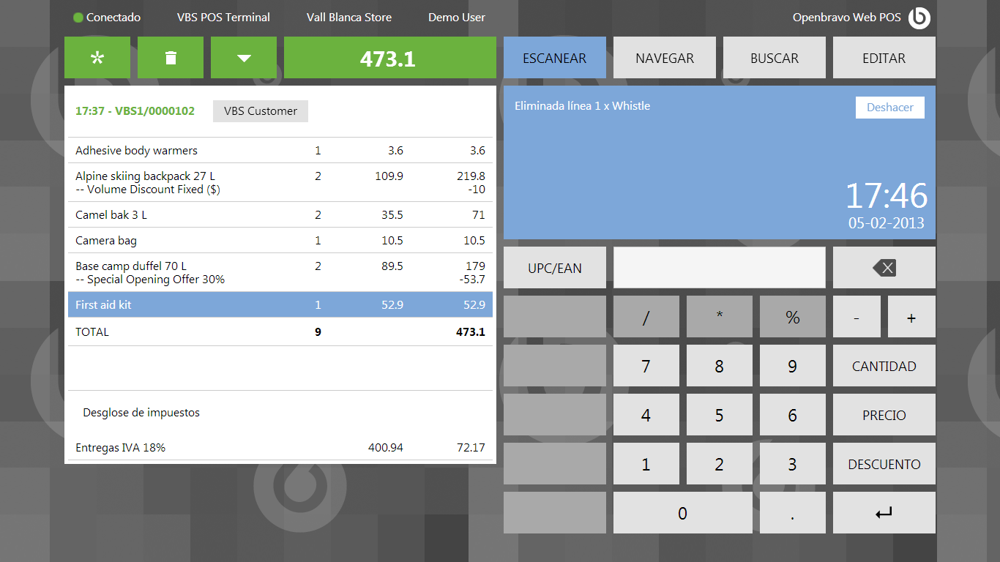 Conectado VBS POS Terminal Vall Blanca Store Demo User Openbravo Web POS
* 473.1 ESCANEAR NAVEGAR BUSCAR EDITAR
17:37 - VBS1/0000102 VBS Customer
Adhesive body warmers 1 3.6 3.6
Alpine skiing backpack 27 L 2 109.9 219.8
-- Volume Discount Fixed ($) -10
Camel bak 3 L 2 35.5 71
Camera bag 1 10.5 10.5
Base camp duffel 70 L 2 89.5 179
-- Special Opening Offer 30% -53.7
First aid kit 1 52.9 52.9
TOTAL 9 473.1
Desglose de impuestos
Entregas IVA 18% 400.94 72.17
Eliminada línea 1 x Whistle Deshacer
17:46
05-02-2013
UPC/EAN
/ * % - +
7 8 9 CANTIDAD
4 5 6 PRECIO
1 2 3 DESCUENTO
0 .